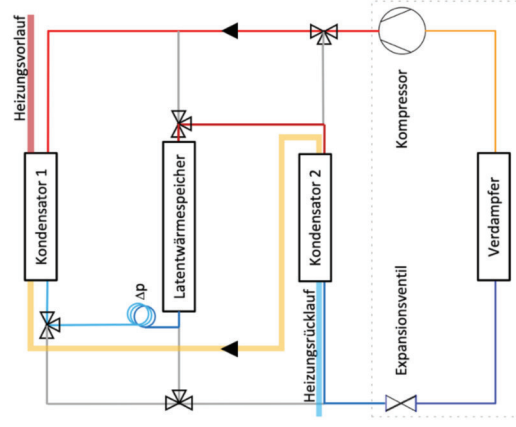 Heizungsvorlauf
Kondensator 1
Δp
Latentwärmespeicher
Heizungsrücklauf
Kondensator 2
Expansionsventil
Kompressor
Verdampfer